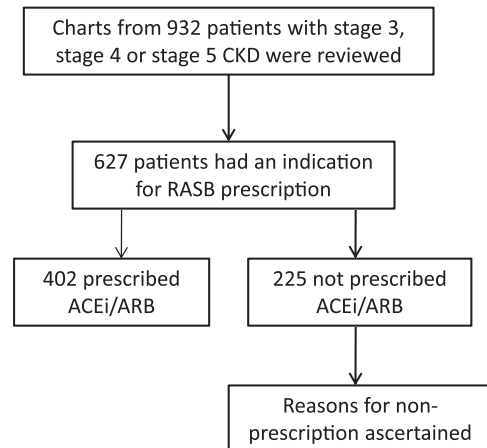 Charts from 932 patients with stage 3,
stage 4 or stage 5 CKD were reviewed
627 patients had an indication
for RASB prescription
402 prescribed
ACEi/ARB
225 not prescribed
ACEi/ARB
Reasons for non-
prescription ascertained